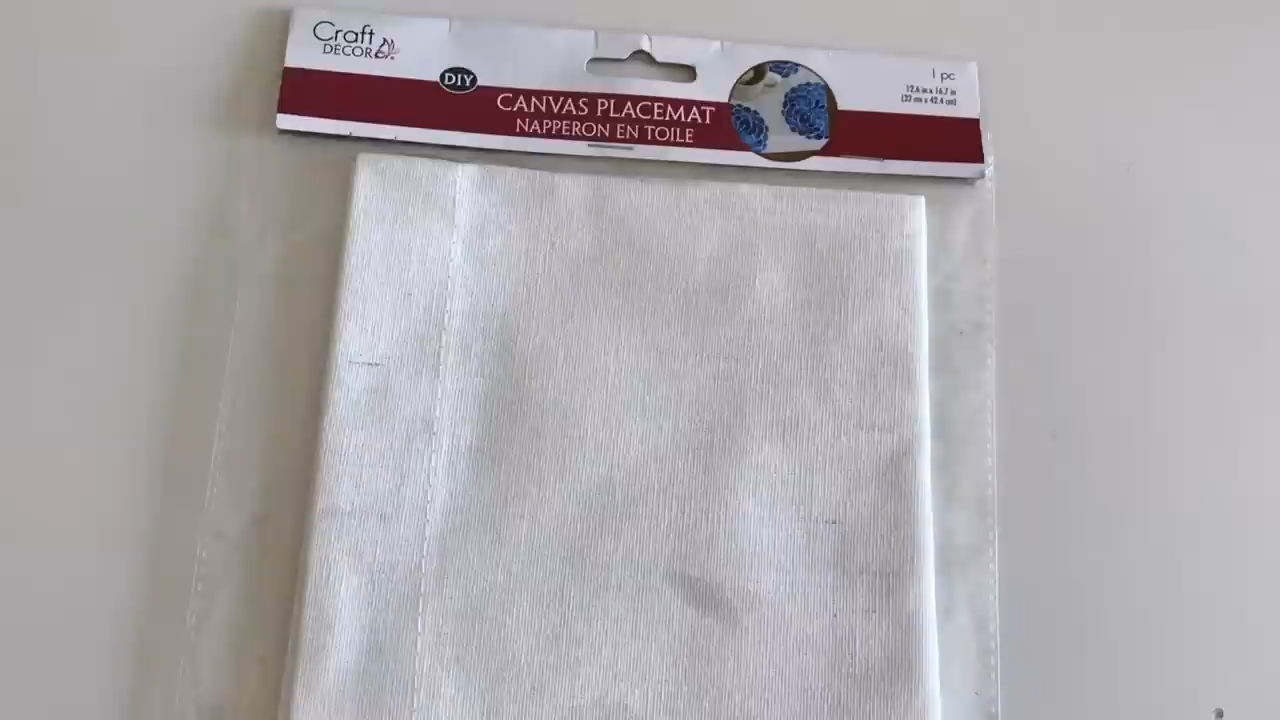 Craft
DECOR
DIY
CANVAS PLACEMAT
NAPPERON EN TOILE
1 pc
12.6 in x 16.7 in
(32 cm x 42.4 cm)